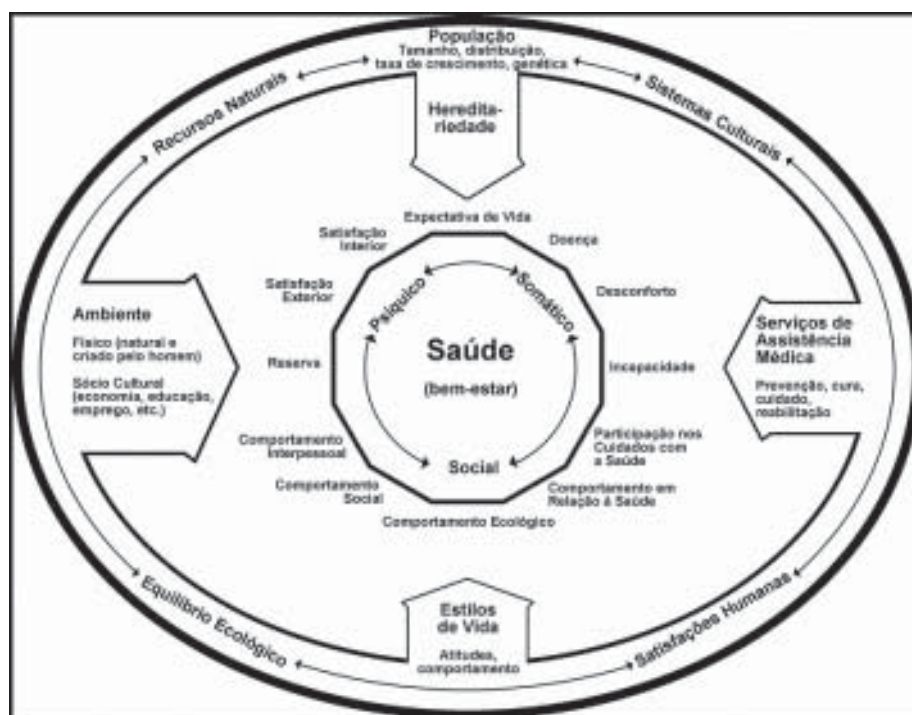 População
Tamanho, distribuição,
taxa de crescimento, genética
Recursos Naturais
Sistemas Culturais
Heredita-
riedade
Expectativa de Vida
Satisfação
Interior
Doença
Satisfação
Exterior
Desconforto
Psíquico
Somático
Ambiente
Físico (natural e
criado pelo homem)
Sócio Cultural
(economia, educação,
emprego, etc.)
Reserva
Saúde
(bem-estar)
Incapacidade
Serviços de
Assistência
Médica
Prevenção, cura,
cuidado,
reabilitação
Comportamento
Interpessoal
Social
Participação nos
Cuidados com
a Saúde
Comportamento
Social
Comportamento em
Relação á Saúde
Comportamento Ecológico
Equilíbrio Ecológico
Satisfações Humanas
Estilos
de Vida
Atitudes,
comportamento